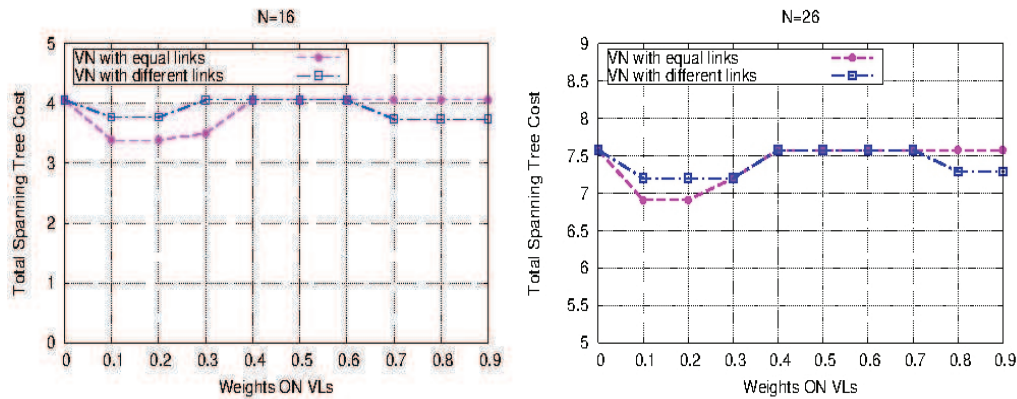 N=16
Total Spanning Tree Cost
5
4
3
2
1
0
VN with equal links
VN with different links
0 0.1 0.2 0.3 0.4 0.5 0.6 0.7 0.8 0.9
Weights ON VLs
N=26
Total Spanning Tree Cost
9
8.5
8
7.5
7
6.5
6
5.5
5
VN with equal links
VN with different links
0 0.1 0.2 0.3 0.4 0.5 0.6 0.7 0.8 0.9
Weights ON VLs